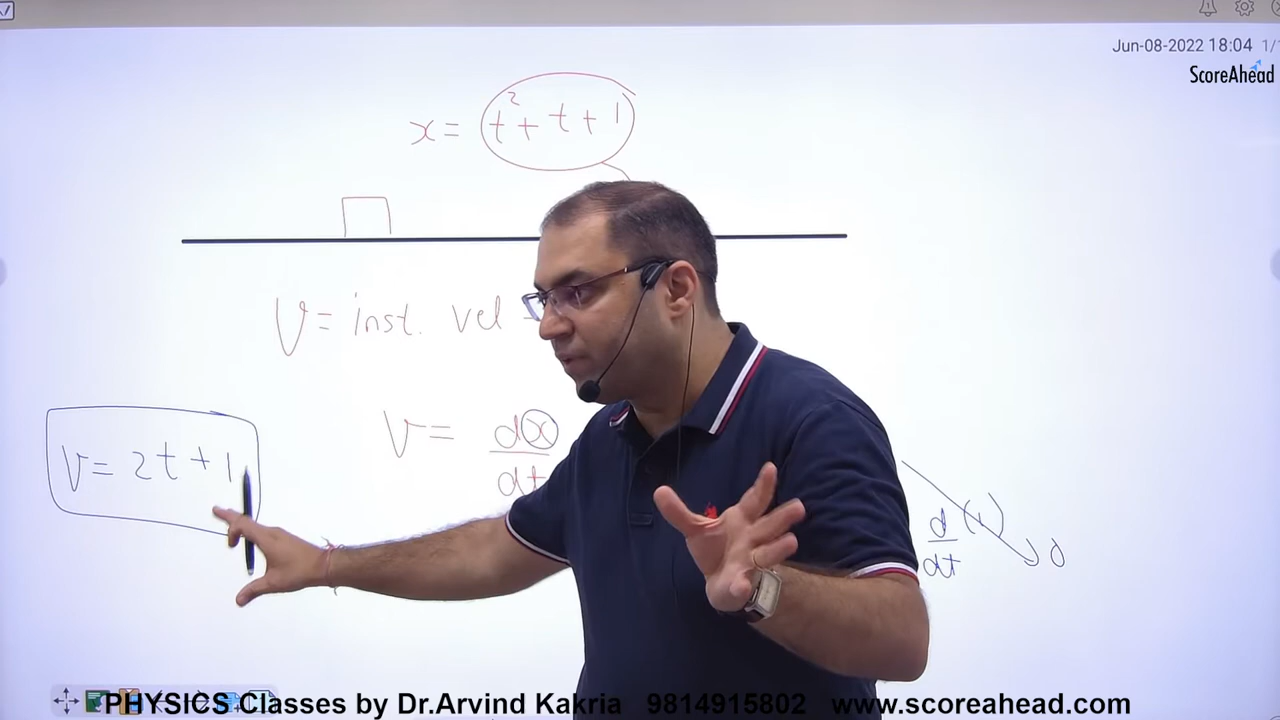 Jun-08-2022 18:04 1/
ScoreAhead
x = t² + t + 1
V = inst. vel
V = dx/dt
V = 2t + 1
d/dt (1) 0
PHYSICS Classes by Dr.Arvind Kakria 9814915802 www.scoreahead.com